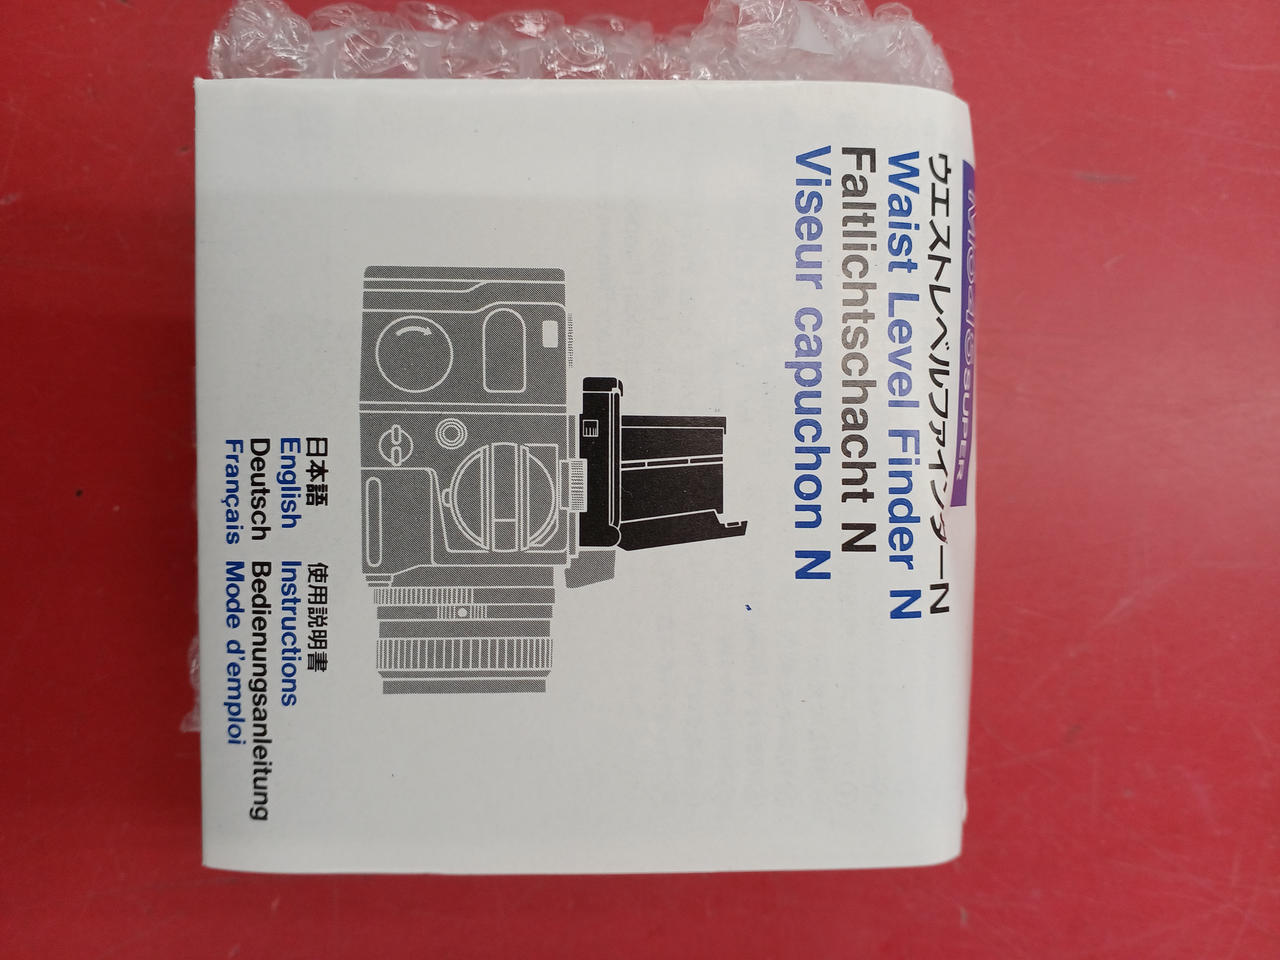 ウエストレベルファインダーN
Waist Level Finder N
Faltlichtschacht N
Viseur capuchon N
日本語 使用説明書
English Instructions
Deutsch Bedienungsanleitung
Français Mode d'emploi
SUPER